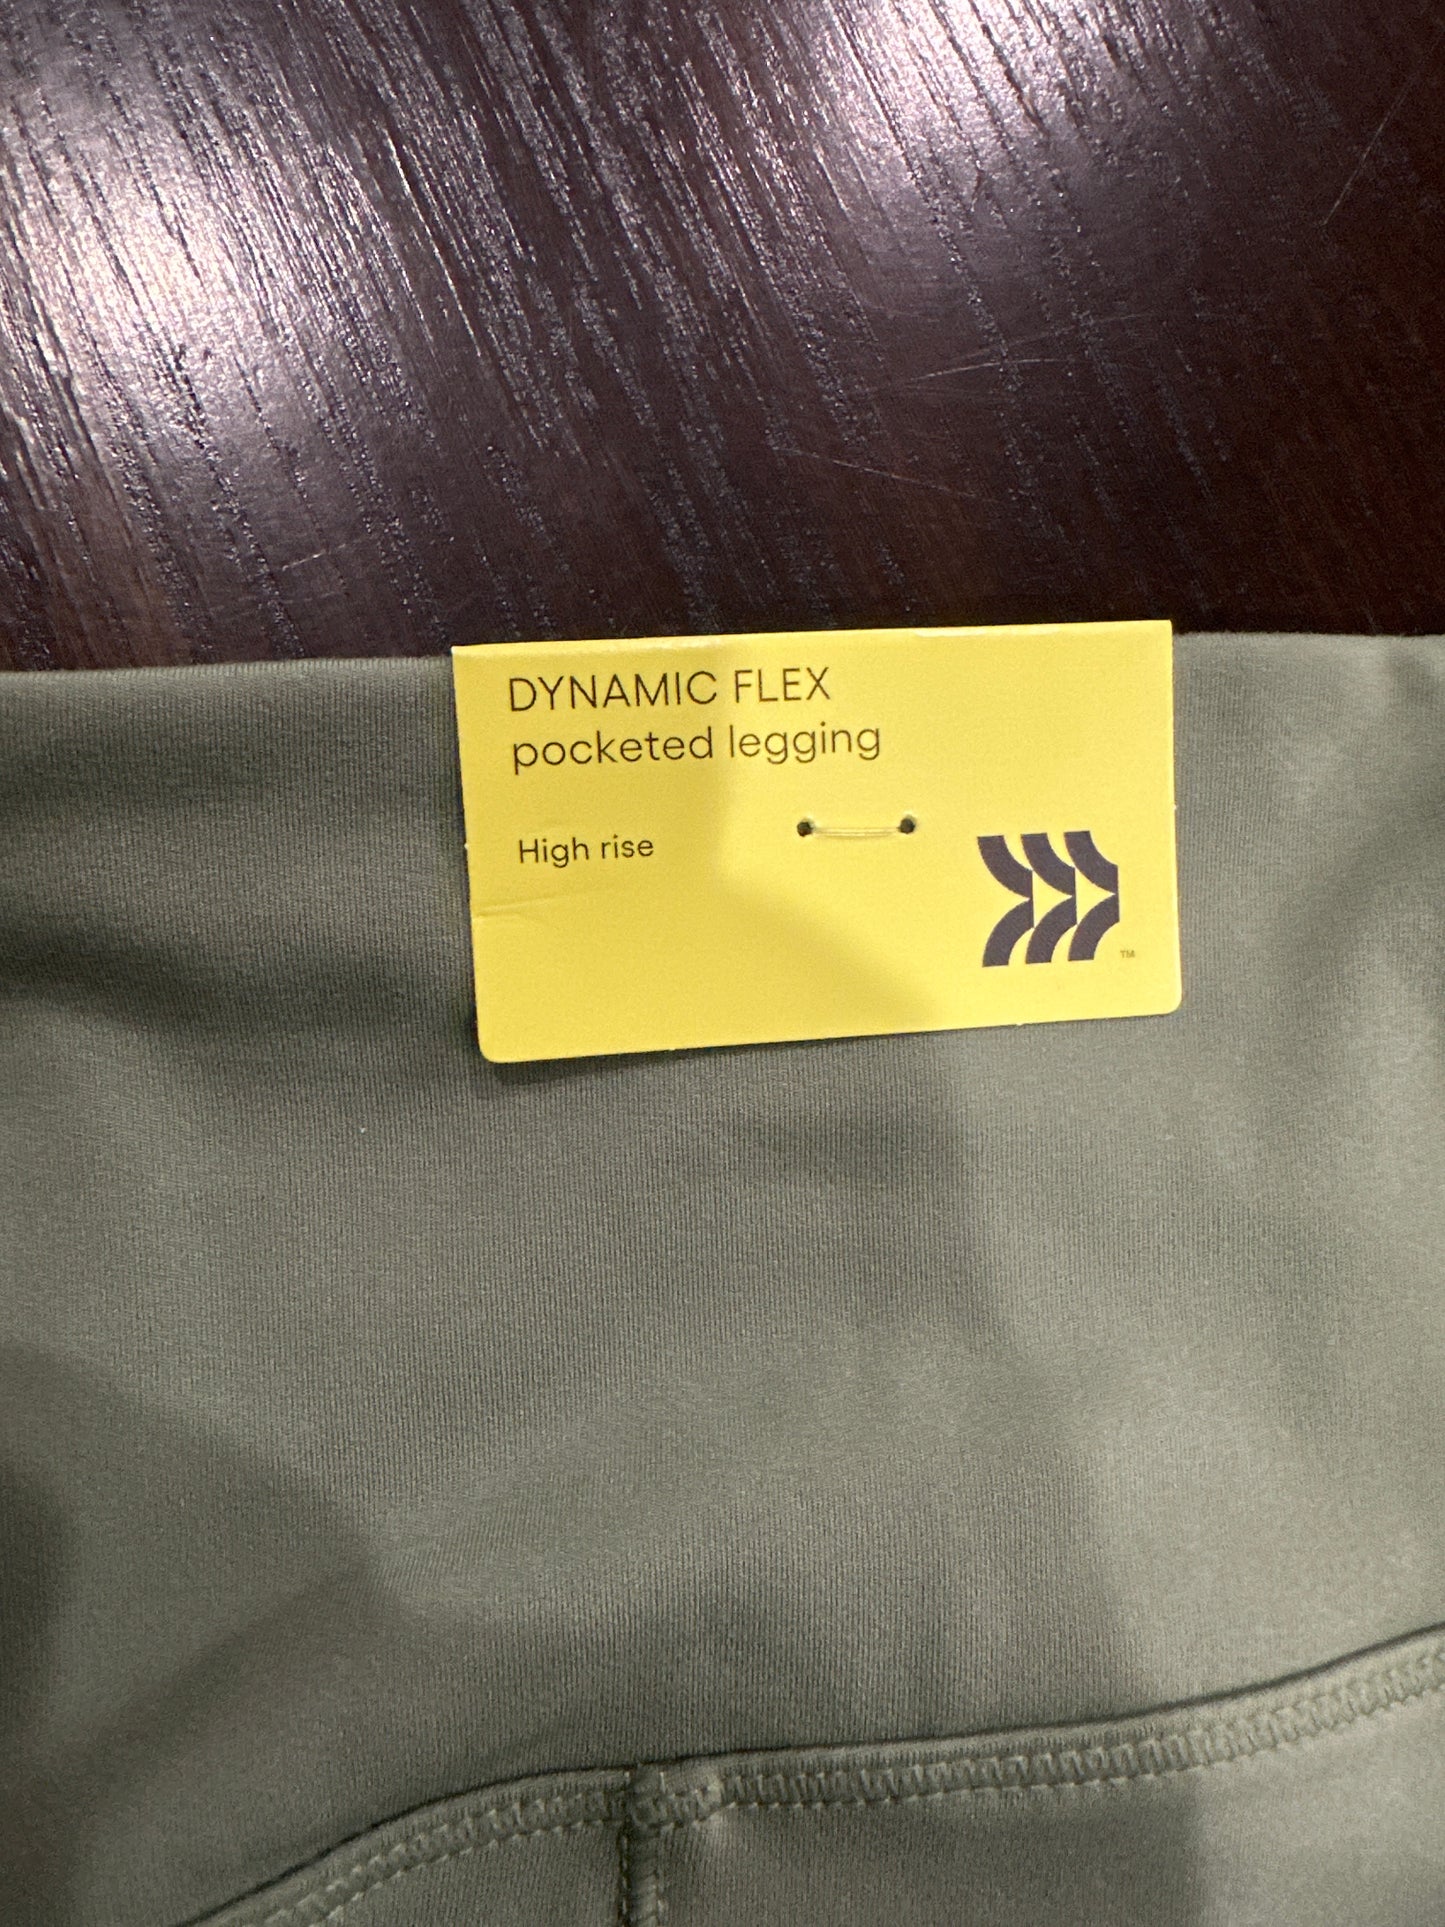 DYNAMIC FLEX
pocketed legging
High rise
TM